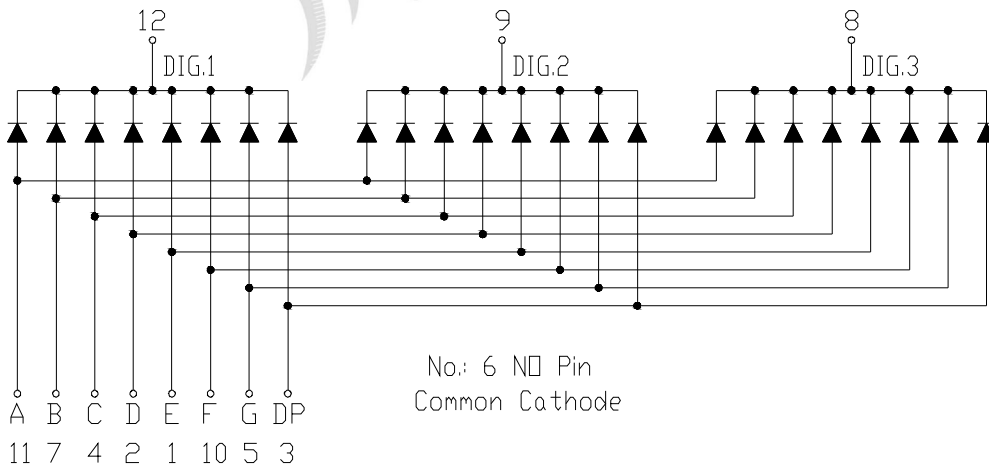 12 9 8
DIG.1 DIG.2 DIG.3
No.: 6 NO Pin
Common Cathode
A B C D E F G DP
11 7 4 2 1 10 5 3